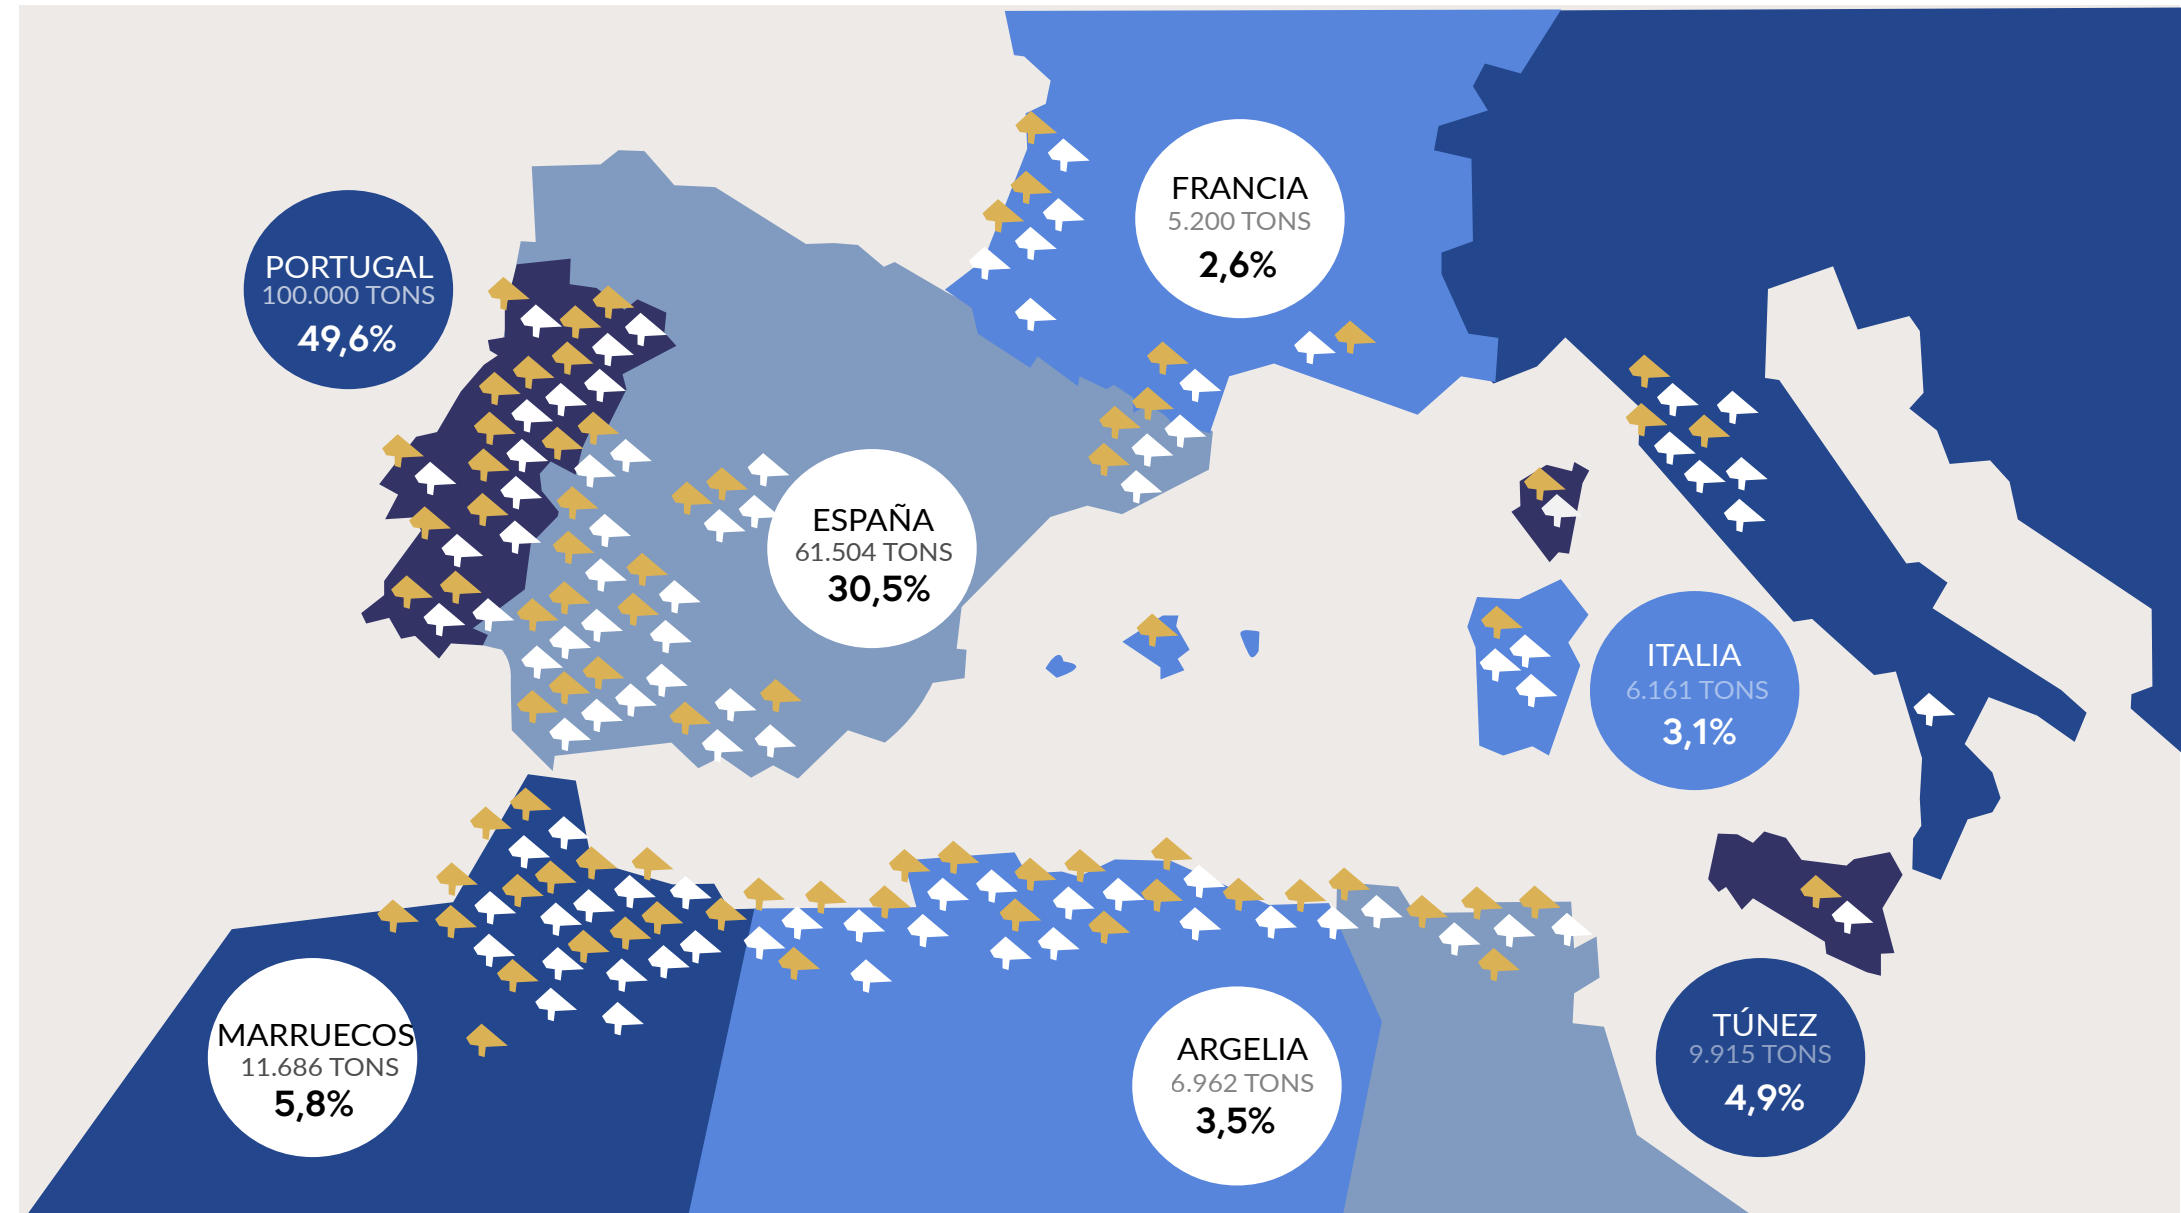 FRANCIA
5.200 TONS
2,6%
PORTUGAL
100.000 TONS
49,6%
ESPAÑA
61.504 TONS
30,5%
ITALIA
6.161 TONS
3,1%
MARRUECOS
11.686 TONS
5,8%
ARGELIA
6.962 TONS
3,5%
TÚNEZ
9.915 TONS
4,9%